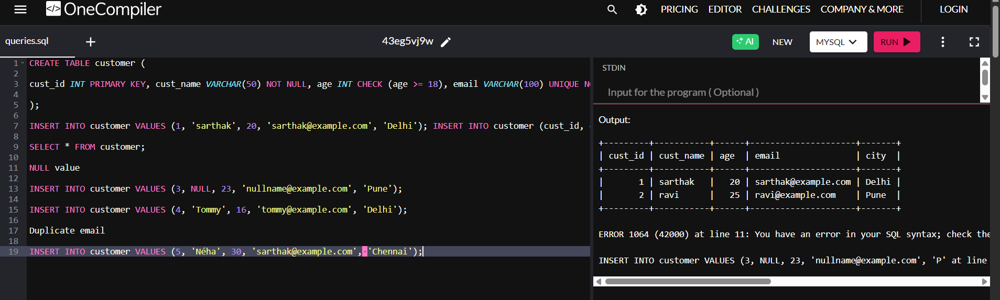 </> OneCompiler
PRICING EDITOR CHALLENGES COMPANY & MORE LOGIN
queries.sql + 43eg5vj9w AI NEW MYSQL RUN
1 CREATE TABLE customer (
2
3 cust_id INT PRIMARY KEY, cust_name VARCHAR(50) NOT NULL, age INT CHECK (age >= 18), email VARCHAR(100) UNIQUE
4
5 );
6
7 INSERT INTO customer VALUES (1, 'sarthak', 20, 'sarthak@example.com', 'Delhi'); INSERT INTO customer (cust_id,
8
9 SELECT * FROM customer;
10
11 NULL value
12
13 INSERT INTO customer VALUES (3, NULL, 23, 'nullname@example.com', 'Pune');
14
15 INSERT INTO customer VALUES (4, 'Tommy', 16, 'tommy@example.com', 'Delhi');
16
17 Duplicate email
18
19 INSERT INTO customer VALUES (5, 'Néha', 30, 'sarthak@example.com', 'Chennai');
STDIN
Input for the program ( Optional )
Output:
+---------+-----------+------+---------------------+-------+
| cust_id | cust_name | age  | email               | city  |
+---------+-----------+------+---------------------+-------+
|       1 | sarthak   |   20 | sarthak@example.com | Delhi |
|       2 | ravi      |   25 | ravi@example.com    | Pune  |
+---------+-----------+------+---------------------+-------+
ERROR 1064 (42000) at line 11: You have an error in your SQL syntax; check the
INSERT INTO customer VALUES (3, NULL, 23, 'nullname@example.com', 'P' at line